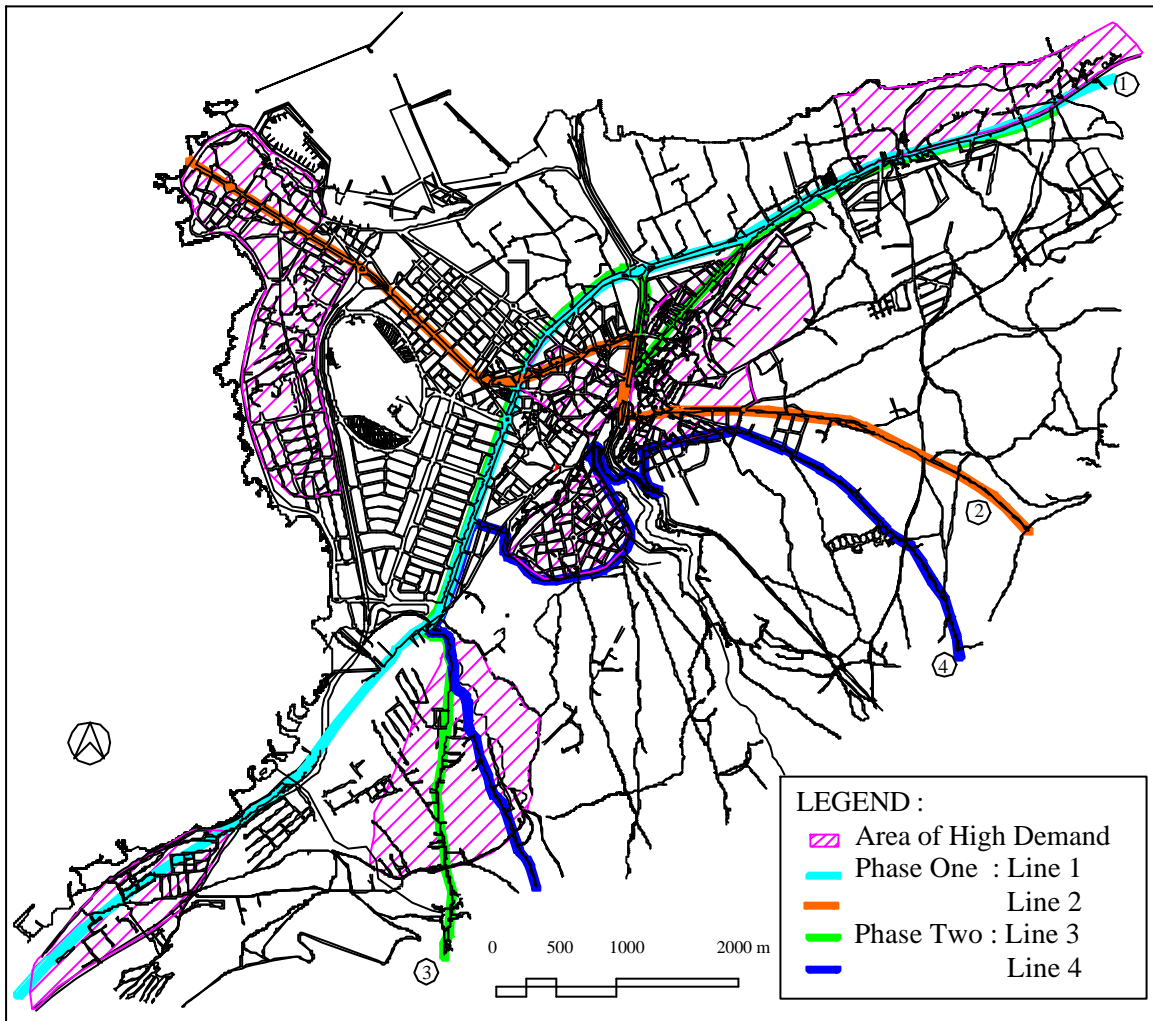 1
2
4
LEGEND :
Area of High Demand
Phase One : Line 1
Line 2
Phase Two : Line 3
Line 4
0 500 1000 2000 m
3